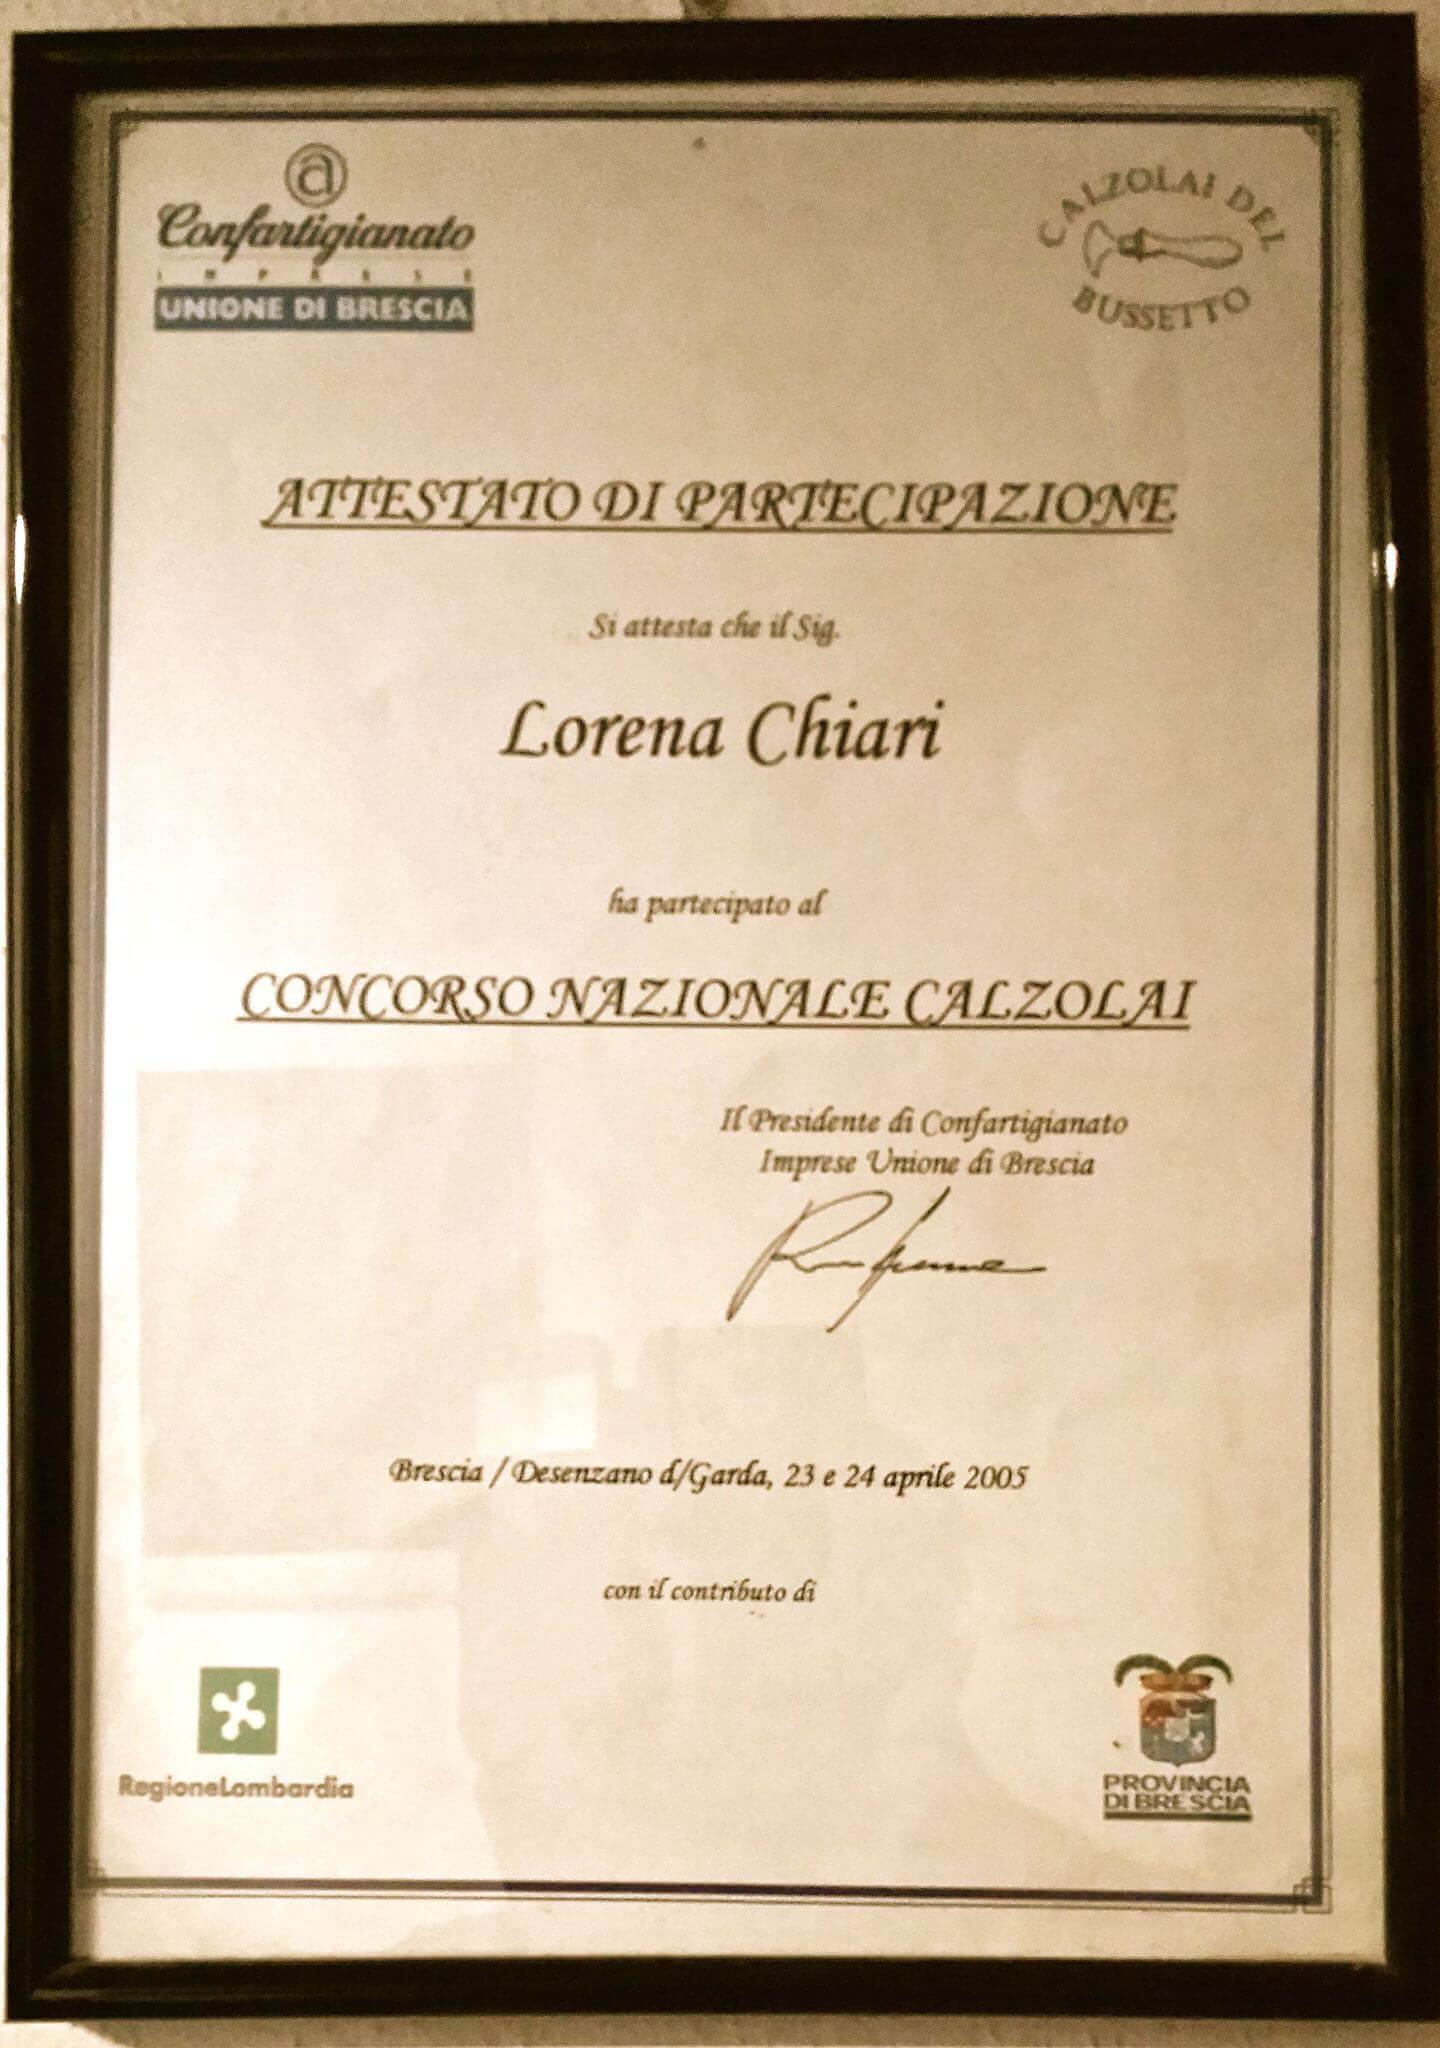 a
Confartigianato
IMPRESE
UNIONE DI BRESCIA
CALZOLAI DEL
BUSSETTO
ATTESTATO DI PARTECIPAZIONE
Si attesta che il Sig.
Lorena Chiari
ha partecipato al
CONCORSO NAZIONALE CALZOLAI
Il Presidente di Confartigianato
Imprese Unione di Brescia
Brescia / Desenzano d/Garda, 23 e 24 aprile 2005
con il contributo di
RegioneLombardia
PROVINCIA
DI BRESCIA